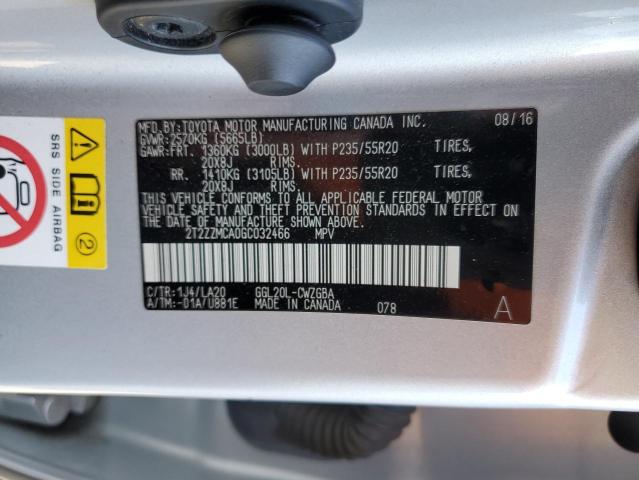 MFD.BY:TOYOTA MOTOR MANUFACTURING CANADA INC. 08/16
GVWR:2570KG (5665LB)
GAWR:FRT. 1360KG (3000LB) WITH P235/55R20 TIRES,
20X8J RIMS.
RR. 1410KG (3105LB) WITH P235/55R20 TIRES,
20X8J RIMS.
THIS VEHICLE CONFORMS TO ALL APPLICABLE FEDERAL MOTOR
VEHICLE SAFETY AND THEFT PREVENTION STANDARDS IN EFFECT ON
THE DATE OF MANUFACTURE SHOWN ABOVE.
2T2ZZMCA0GC032466 MPV
C/TR:1J4/LA20 GGL20L-CWZGBA
A/TM:-01A/U881E MADE IN CANADA 078 A
SRS SIDE AIRBAG
2